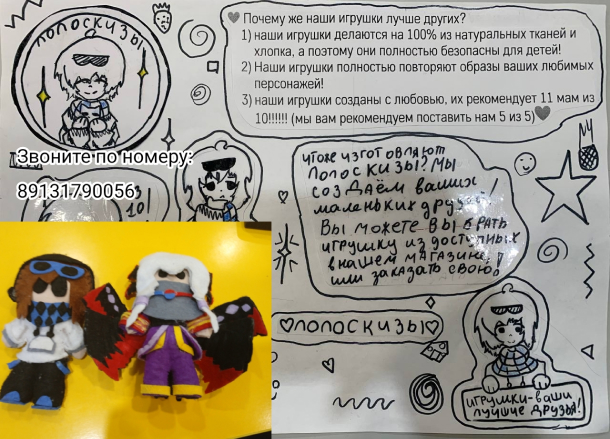 ПОЛОСКИЗЫ
🖤 Почему же наши игрушки лучше других?
1) наши игрушки делаются на 100% из натуральных тканей и
хлопка, а поэтому они полностью безопасны для детей!
2) Наши игрушки полностью повторяют образы ваших любимых
персонажей!
3) наши игрушки созданы с любовью, их рекомендует 11 мам из
10!!!!!! (мы вам рекомендуем поставить нам 5 из 5)🖤
Звоните по номеру:
89131790056
10!
что же изготовляют
ПОЛОСКИЗЫ? МЫ
СОЗДАЁМ ваших
маленьких друзей!
Вы можете выбрать
игрушку из доступных
в нашем магазине,
или заказать свою!
♡ПОЛОСКИЗЫ♡
игрушки-ваши
лучшие друзья!